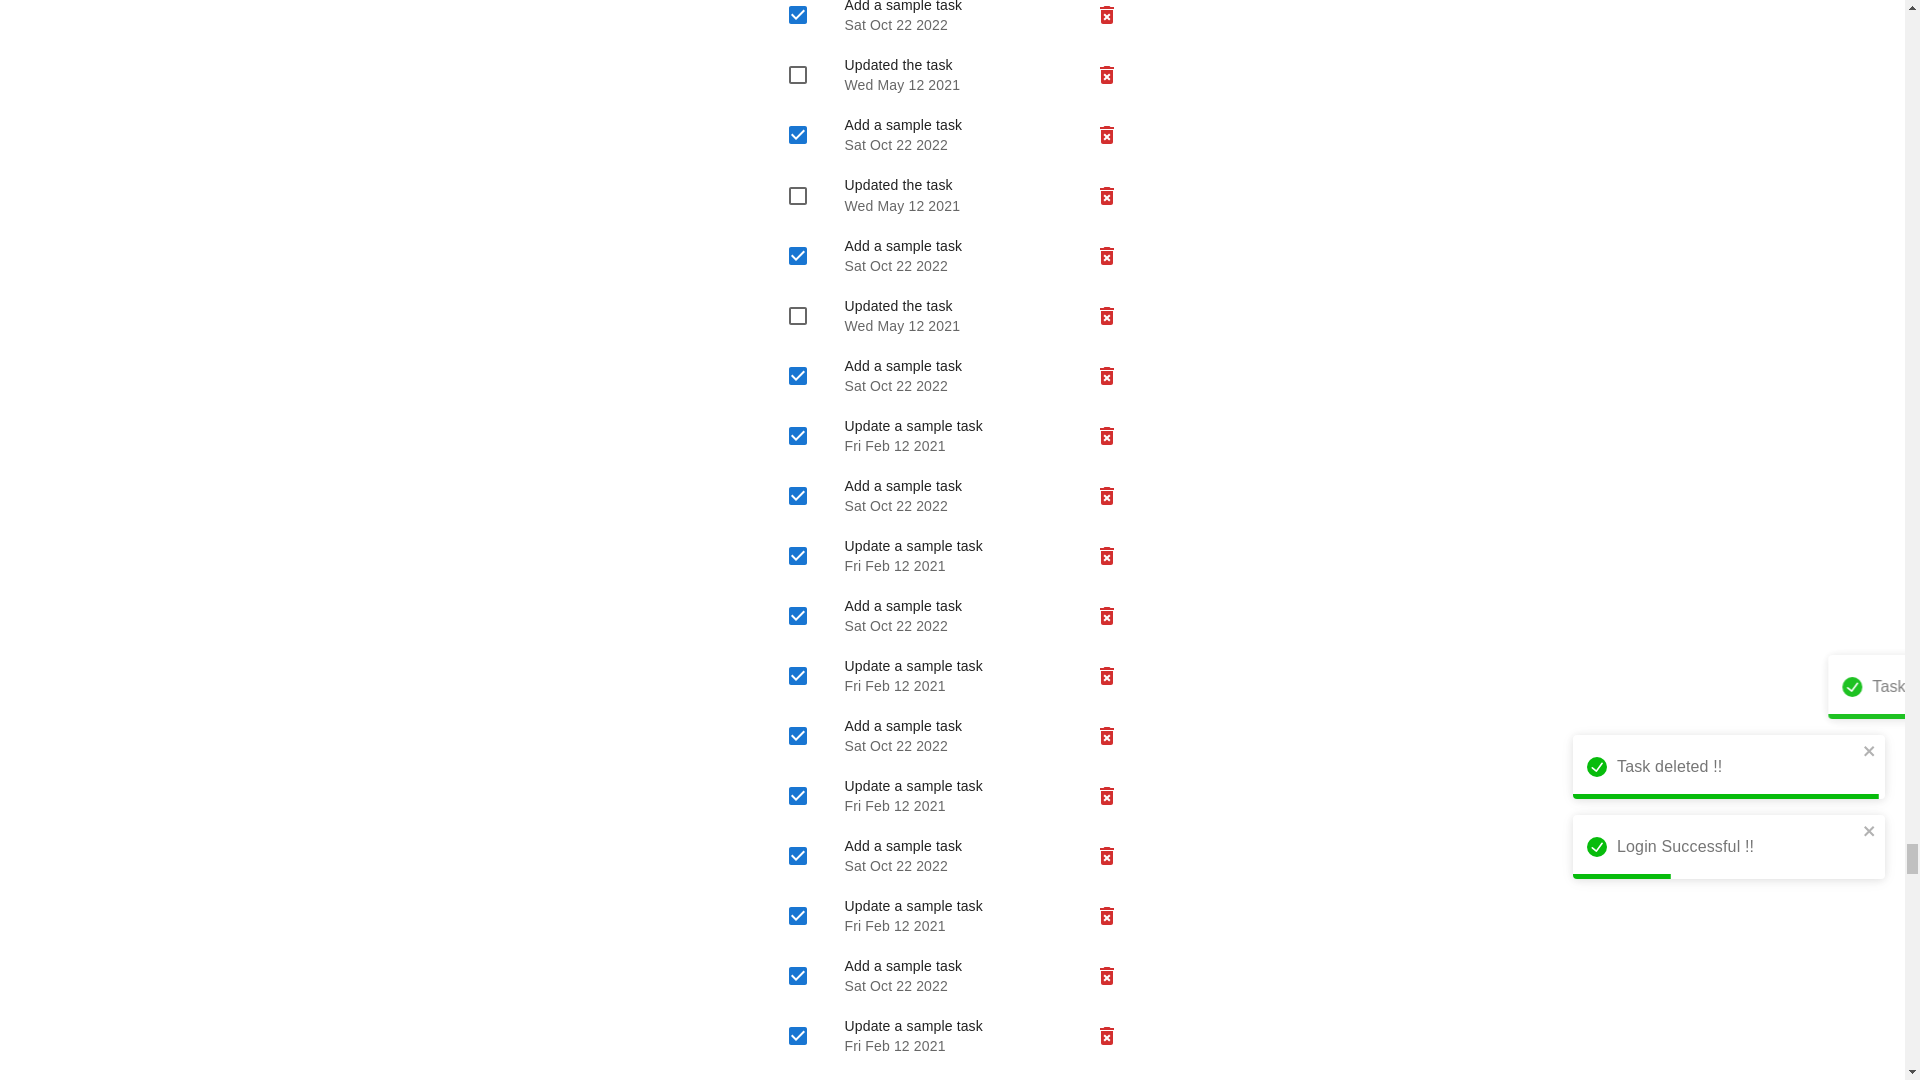 Add a sample task
Sat Oct 22 2022
Updated the task
Wed May 12 2021
Add a sample task
Sat Oct 22 2022
Updated the task
Wed May 12 2021
Add a sample task
Sat Oct 22 2022
Updated the task
Wed May 12 2021
Add a sample task
Sat Oct 22 2022
Update a sample task
Fri Feb 12 2021
Add a sample task
Sat Oct 22 2022
Update a sample task
Fri Feb 12 2021
Add a sample task
Sat Oct 22 2022
Update a sample task
Fri Feb 12 2021
Add a sample task
Sat Oct 22 2022
Update a sample task
Fri Feb 12 2021
Add a sample task
Sat Oct 22 2022
Update a sample task
Fri Feb 12 2021
Add a sample task
Sat Oct 22 2022
Update a sample task
Fri Feb 12 2021
Task
Task deleted !!
Login Successful !!